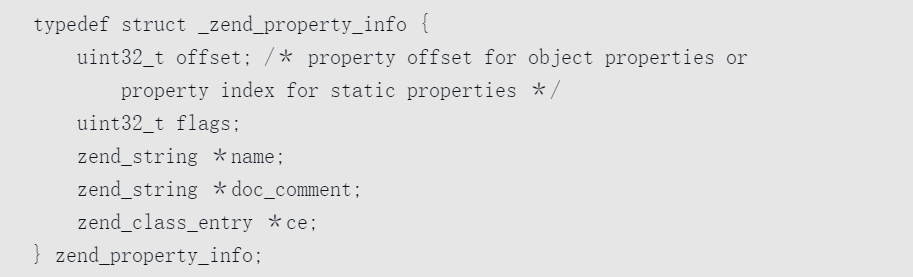 typedef struct _zend_property_info {
    uint32_t offset; /* property offset for object properties or
        property index for static properties */
    uint32_t flags;
    zend_string *name;
    zend_string *doc_comment;
    zend_class_entry *ce;
} zend_property_info;